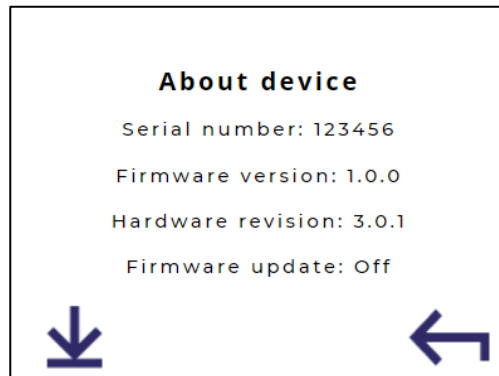 About device
Serial number: 123456
Firmware version: 1.0.0
Hardware revision: 3.0.1
Firmware update: Off